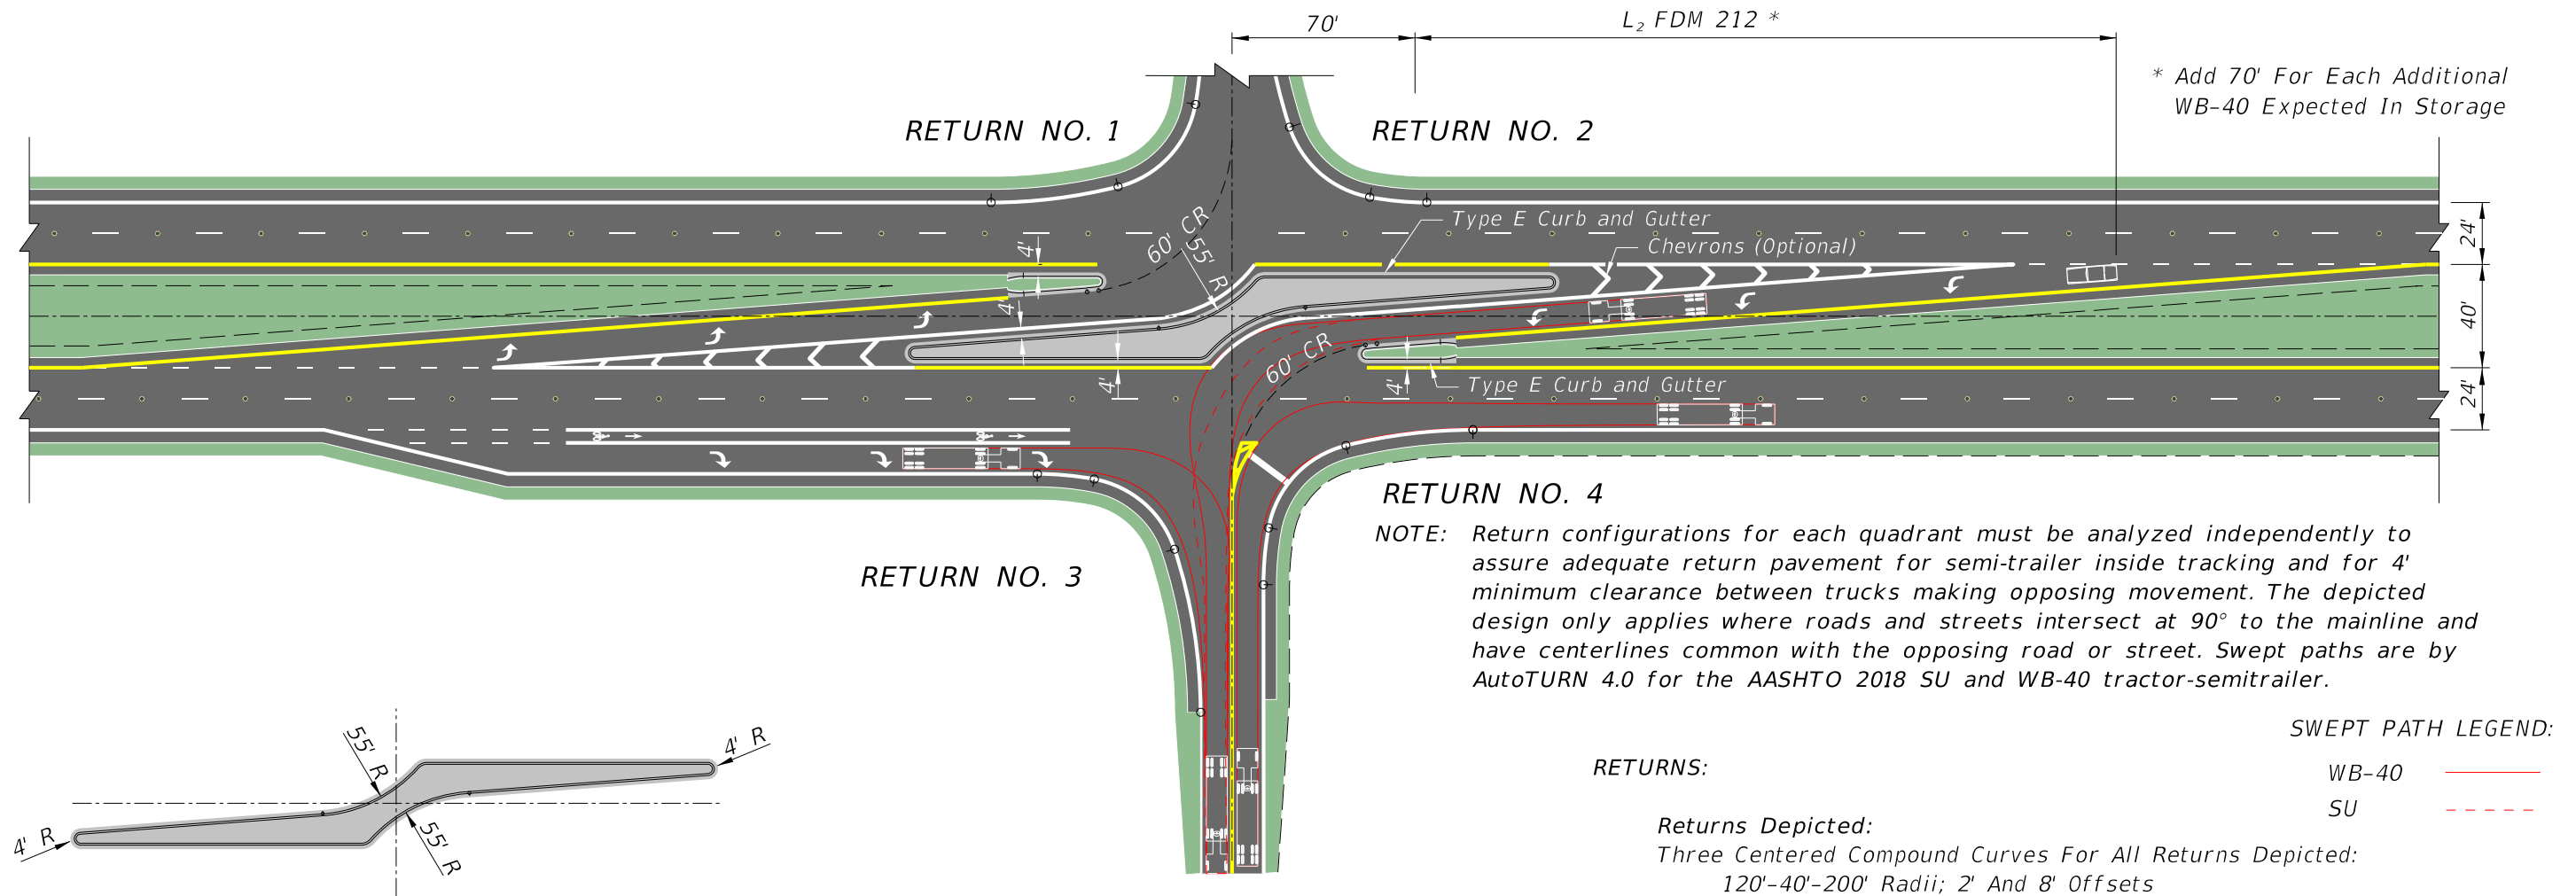 70'
L₂ FDM 212 *
* Add 70' For Each Additional
WB-40 Expected In Storage
RETURN NO. 1
RETURN NO. 2
Type E Curb and Gutter
Chevrons (Optional)
60' CR
55' R
4'
4'
4'
24'
40'
24'
60' CR
4'
Type E Curb and Gutter
RETURN NO. 3
RETURN NO. 4
NOTE: Return configurations for each quadrant must be analyzed independently to
assure adequate return pavement for semi-trailer inside tracking and for 4'
minimum clearance between trucks making opposing movement. The depicted
design only applies where roads and streets intersect at 90° to the mainline and
have centerlines common with the opposing road or street. Swept paths are by
AutoTURN 4.0 for the AASHTO 2018 SU and WB-40 tractor-semitrailer.
55' R
4' R
4' R
55' R
SWEPT PATH LEGEND:
WB-40
SU
RETURNS:
Returns Depicted:
Three Centered Compound Curves For All Returns Depicted:
120'-40'-200' Radii; 2' And 8' Offsets